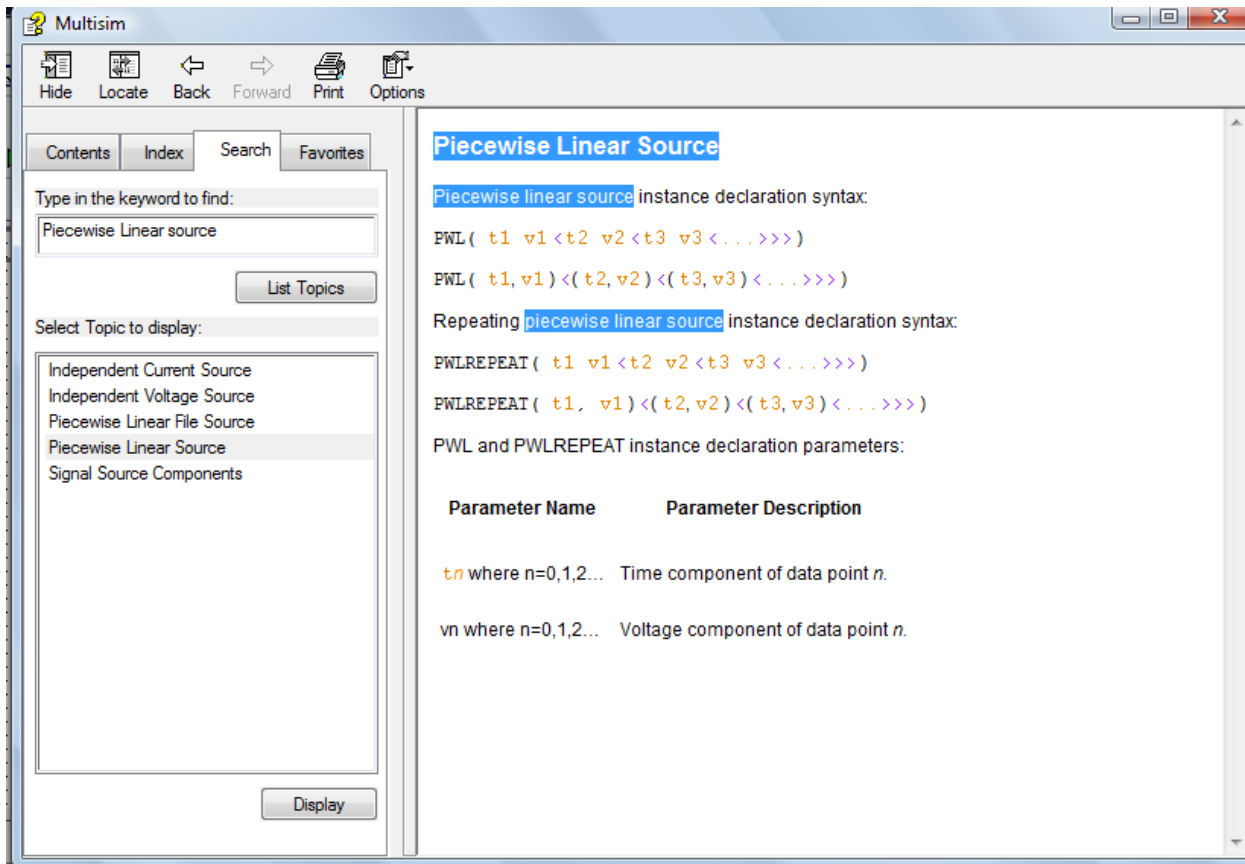 Multisim
Hide Locate Back Forward Print Options
Contents Index Search Favorites
Type in the keyword to find:
Piecewise Linear source
List Topics
Select Topic to display:
Independent Current Source
Independent Voltage Source
Piecewise Linear File Source
Piecewise Linear Source
Signal Source Components
Display
Piecewise Linear Source
Piecewise linear source instance declaration syntax:
PWL( t1 v1<t2 v2<t3 v3<...>>>)
PWL( t1,v1)<(t2,v2)<(t3,v3)<...>>>)
Repeating piecewise linear source instance declaration syntax:
PWLREPEAT( t1 v1<t2 v2<t3 v3<...>>>)
PWLREPEAT( t1, v1)<(t2,v2)<(t3,v3)<...>>>)
PWL and PWLREPEAT instance declaration parameters:
Parameter Name Parameter Description
tn where n=0,1,2... Time component of data point n.
vn where n=0,1,2... Voltage component of data point n.